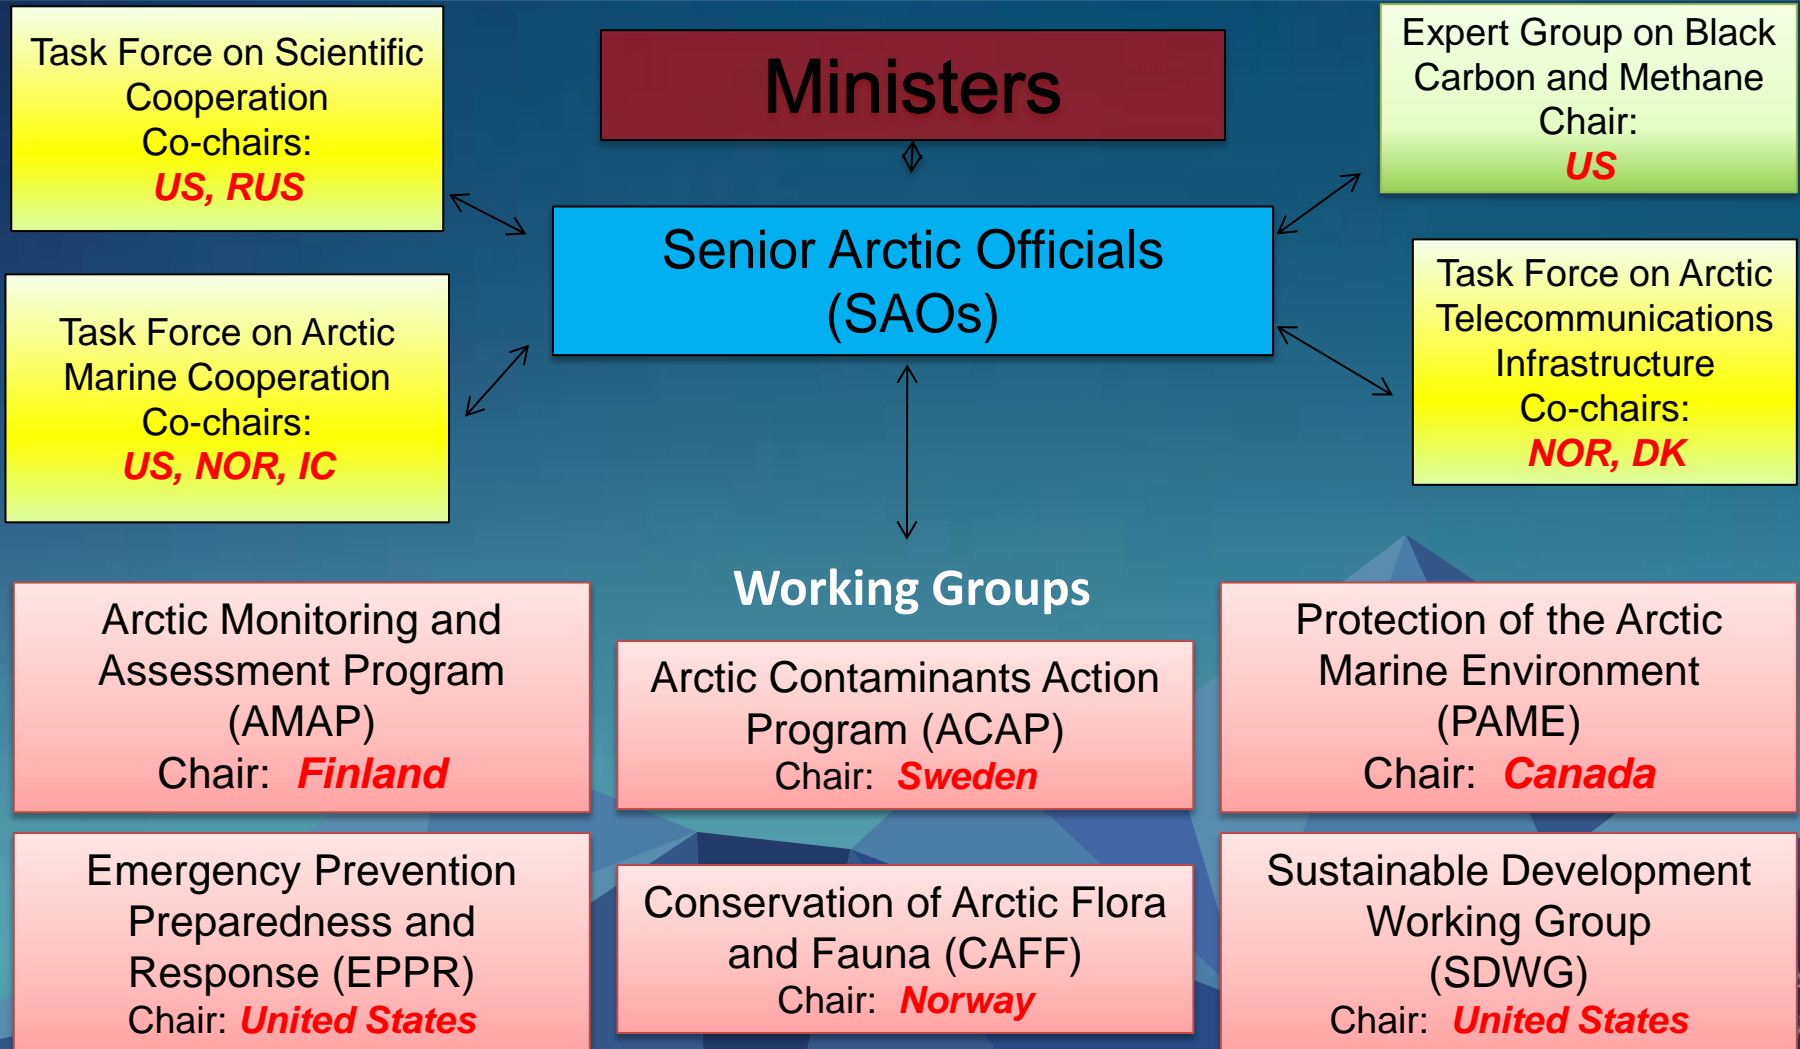 Task Force on Scientific
Cooperation
Co-chairs:
US, RUS
Ministers
Expert Group on Black
Carbon and Methane
Chair:
US
Senior Arctic Officials
(SAOs)
Task Force on Arctic
Marine Cooperation
Co-chairs:
US, NOR, IC
Task Force on Arctic
Telecommunications
Infrastructure
Co-chairs:
NOR, DK
Working Groups
Arctic Monitoring and
Assessment Program
(AMAP)
Chair: Finland
Arctic Contaminants Action
Program (ACAP)
Chair: Sweden
Protection of the Arctic
Marine Environment
(PAME)
Chair: Canada
Emergency Prevention
Preparedness and
Response (EPPR)
Chair: United States
Conservation of Arctic Flora
and Fauna (CAFF)
Chair: Norway
Sustainable Development
Working Group
(SDWG)
Chair: United States